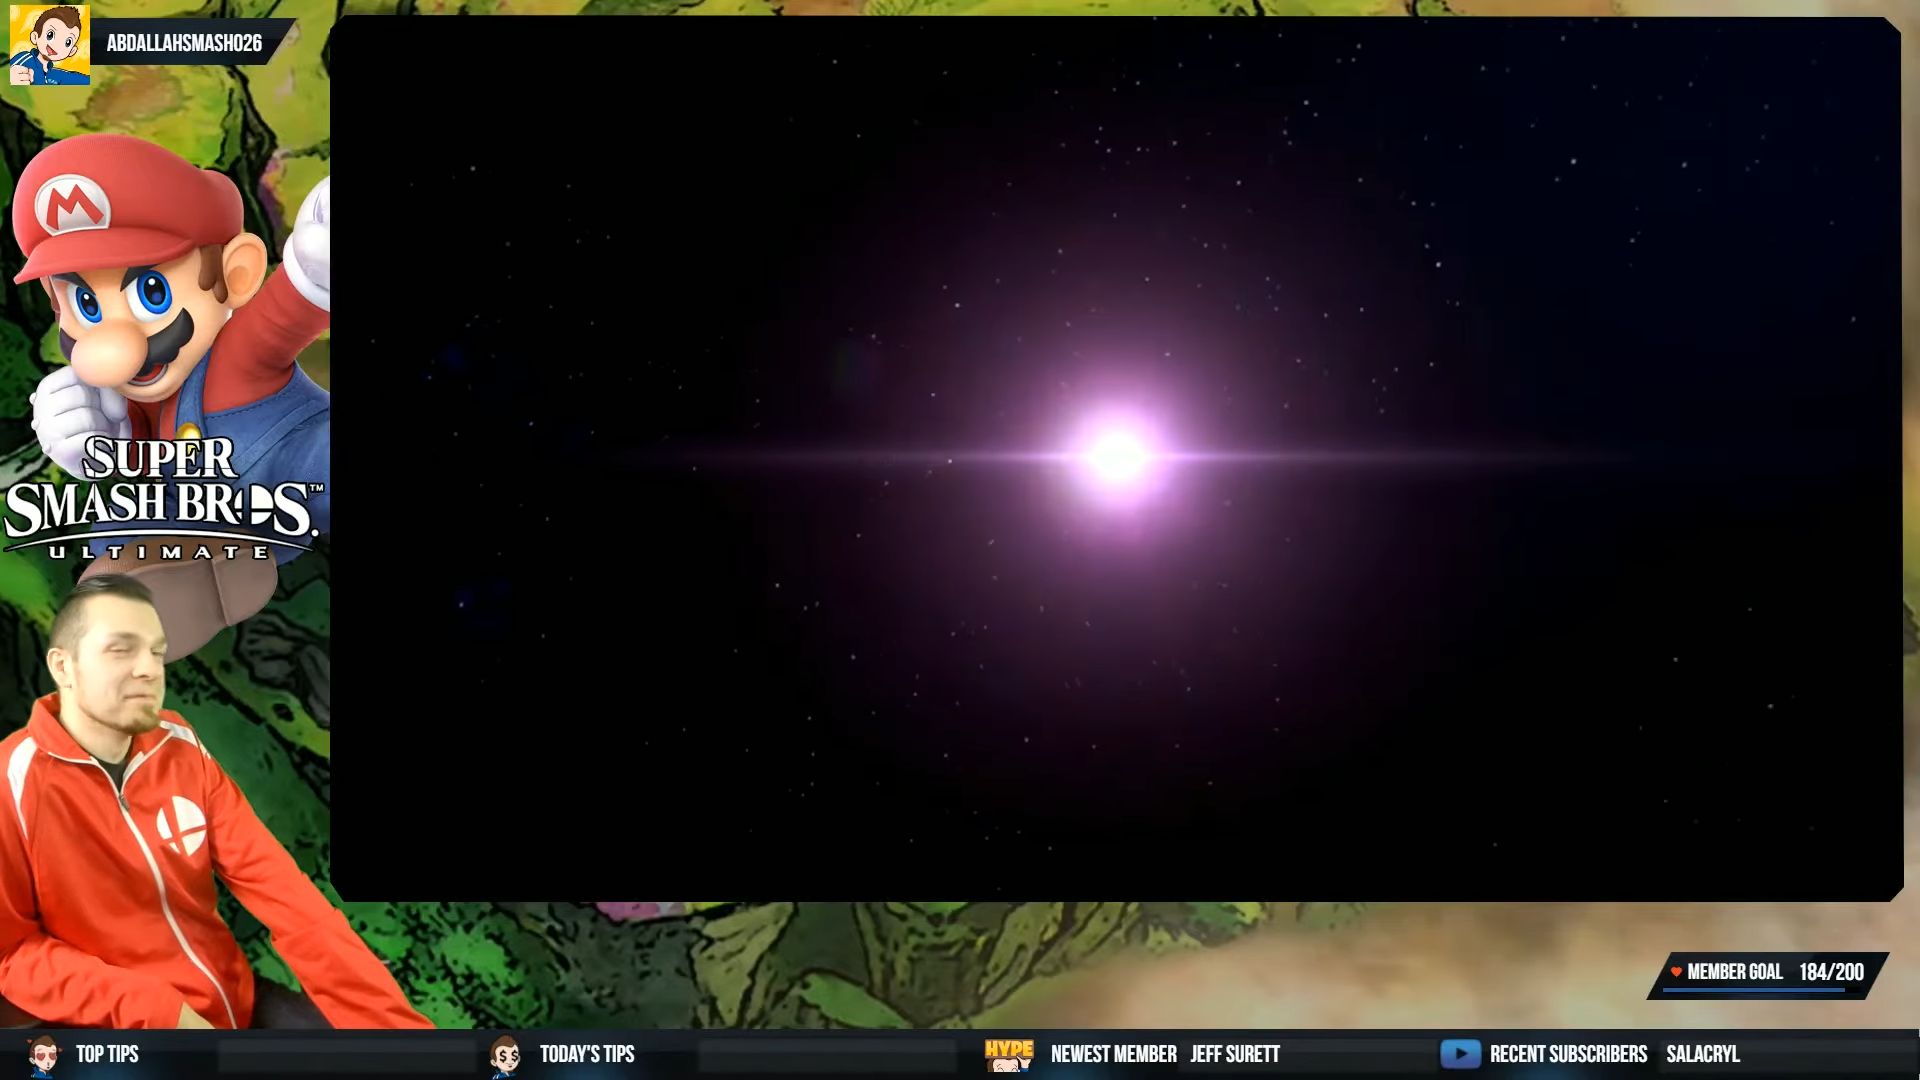 ABDALLAHSMASH026
M
SUPER
SMASH BROS.™
ULTIMATE
MEMBER GOAL 184/200
TOP TIPS
TODAY'S TIPS
HYPE
NEWEST MEMBER JEFF SURETT
RECENT SUBSCRIBERS SALACRYL